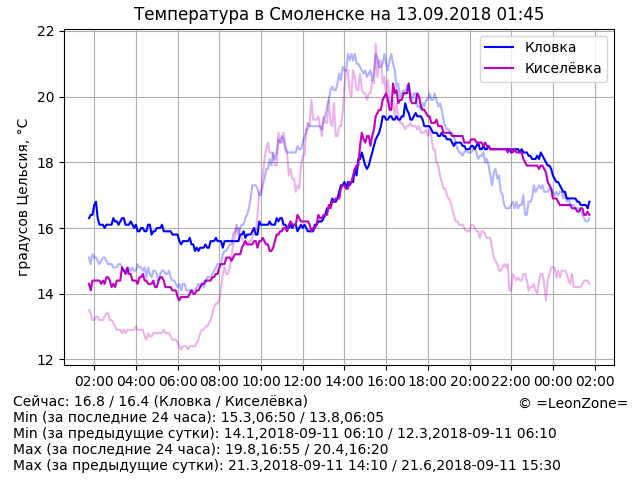 Температура в Смоленске на 13.09.2018 01:45
градусов Цельсия, °C
22
20
18
16
14
12
Кловка
Киселёвка
02:00 04:00 06:00 08:00 10:00 12:00 14:00 16:00 18:00 20:00 22:00 00:00 02:00
Сейчас: 16.8 / 16.4 (Кловка / Киселёвка)
© =LeonZone=
Min (за последние 24 часа): 15.3,06:50 / 13.8,06:05
Min (за предыдущие сутки): 14.1,2018-09-11 06:10 / 12.3,2018-09-11 06:10
Max (за последние 24 часа): 19.8,16:55 / 20.4,16:20
Max (за предыдущие сутки): 21.3,2018-09-11 14:10 / 21.6,2018-09-11 15:30